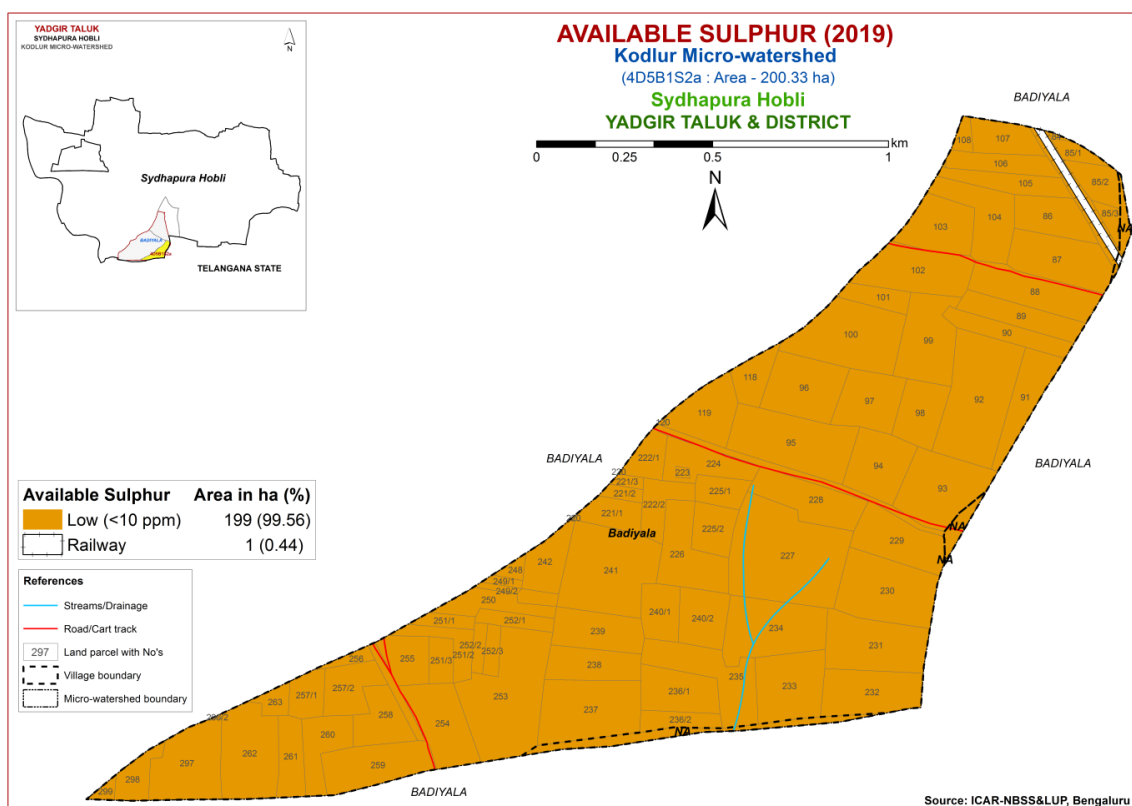 YADGIR TALUK
SYDHAPURA HOBLI
KODLUR MICRO-WATERSHED
N
Sydhapura Hobli
BADIYALA
4D5B1S2a
TELANGANA STATE
AVAILABLE SULPHUR (2019)
Kodlur Micro-watershed
(4D5B1S2a : Area - 200.33 ha)
Sydhapura Hobli
YADGIR TALUK & DISTRICT
km
0 0.25 0.5 1
N
BADIYALA
108 107 85/1
106 85/2
105
103 104 86 85/3
NA
87
102
88
101
89
100 99 90
118 96 97 98 92 91
119
120 95
BADIYALA
222/1 223 224 94
BADIYALA
220 221/3
221/2 225/1 93
222/2 228
221/1
220 225/2 NA
Badiyala
229
242 241 226 227 NA
248
249/1
249/2 230
250
251/1 252/1 240/1 240/2
239 234
231
252/2
255 251/3 251/2 252/3
256 238
235
257/2 236/1 233 232
263 257/1 253
258 254 237
236/2
NA
260
262 261
297 259
298
299
BADIYALA
Available Sulphur Area in ha (%)
Low (<10 ppm) 199 (99.56)
Railway 1 (0.44)
References
Streams/Drainage
Road/Cart track
297 Land parcel with No's
Village boundary
Micro-watershed boundary
Source: ICAR-NBSS&LUP, Bengaluru